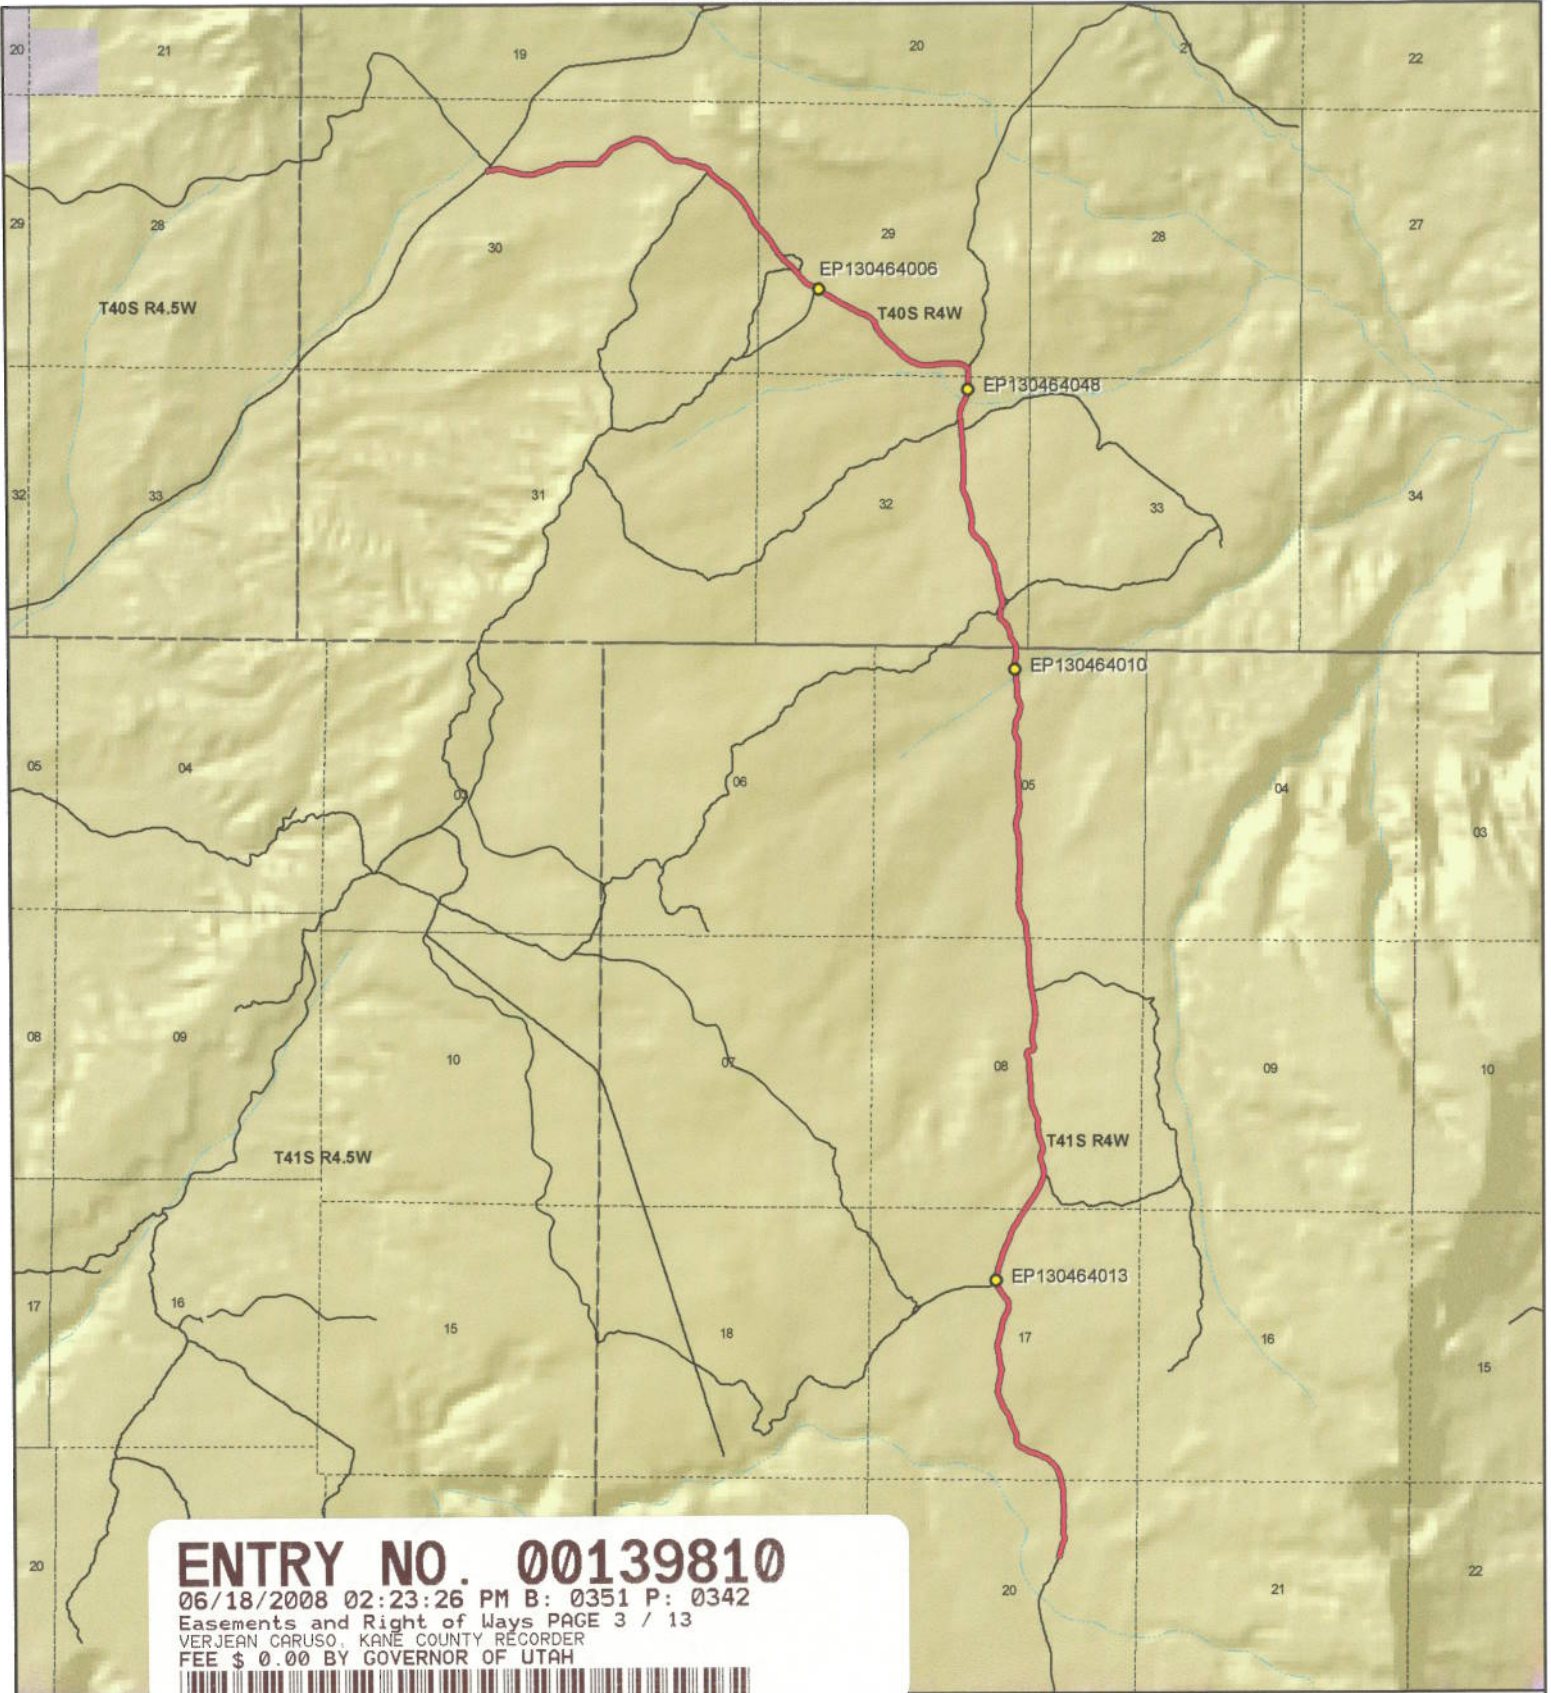 20 21 19 20 21 22
29 28 30 29 28 27
EP130464006
T40S R4.5W
T40S R4W
EP130464048
32 33 31 32 33 34
EP130464010
05 04 03 06 05 04 03
08 09 10 07 08 09 10
T41S R4.5W
T41S R4W
EP130464013
17 16 15 18 17 16 15
20 20 21 22
ENTRY NO. 00139810
06/18/2008 02:23:26 PM B: 0351 P: 0342
Easements and Right of Ways PAGE 3 / 13
VERJEAN CARUSO, KANE COUNTY RECORDER
FEE $ 0.00 BY GOVERNOR OF UTAH